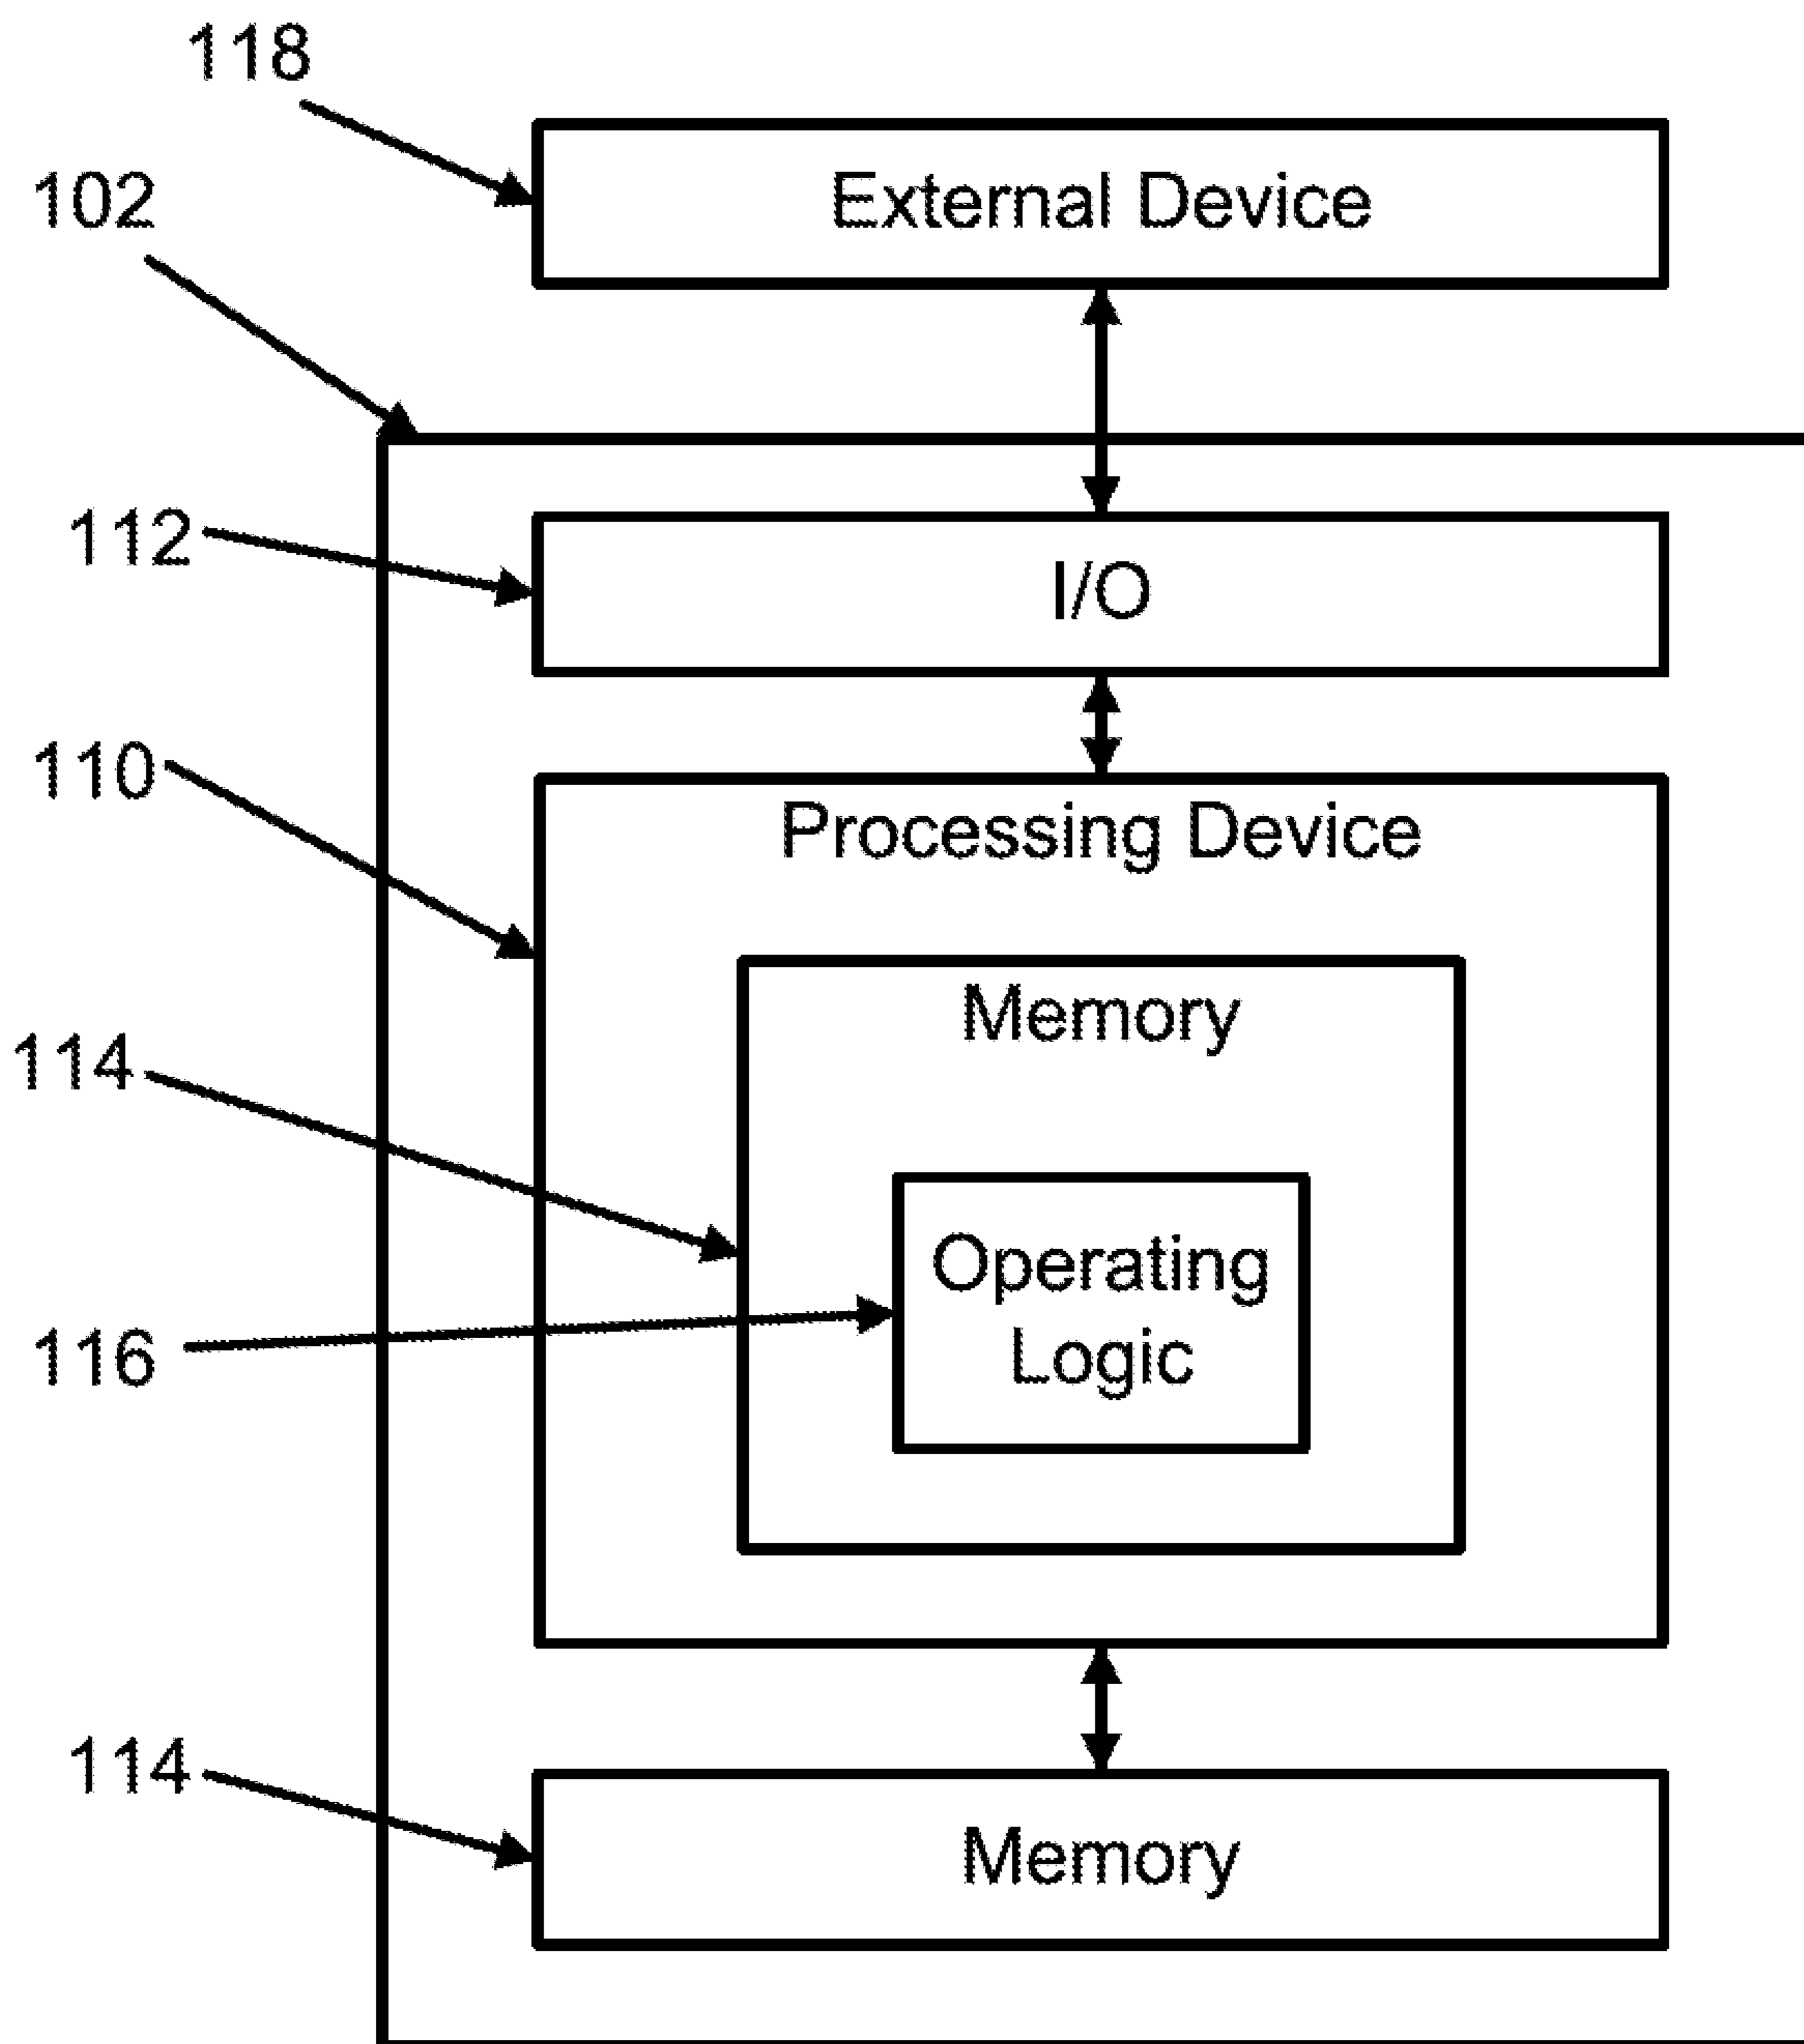 118
External Device
102
112
I/O
110
Processing Device
Memory
114
Operating
Logic
116
114
Memory